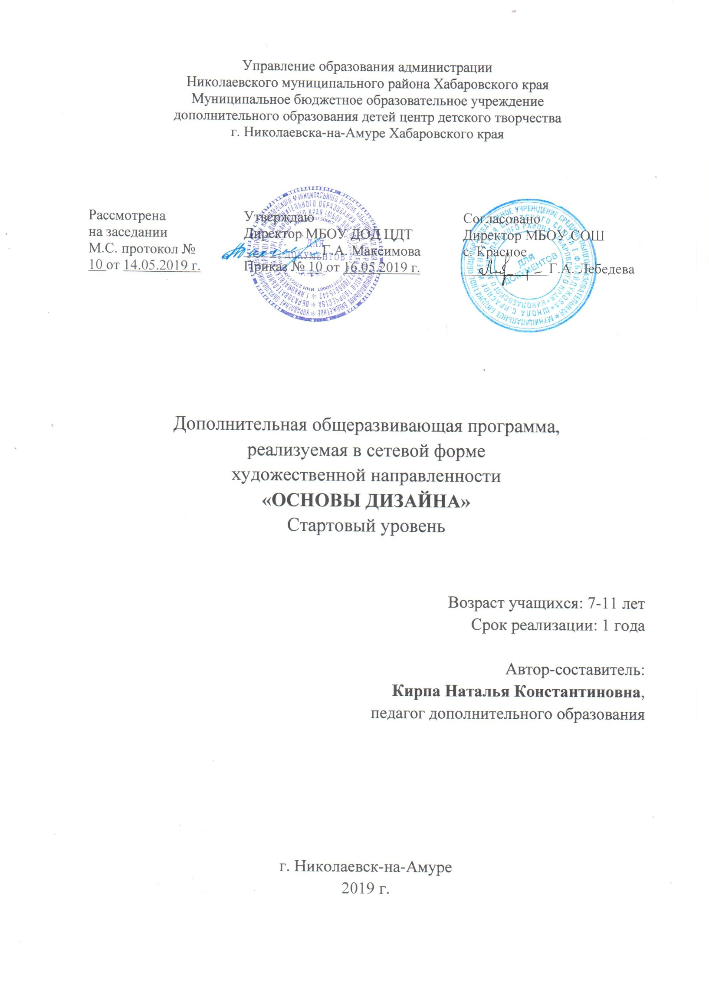 Управление образования администрации
Николаевского муниципального района Хабаровского края
Муниципальное бюджетное образовательное учреждение
дополнительного образования детей центр детского творчества
г. Николаевска-на-Амуре Хабаровского края
Рассмотрена
на заседании
М.С. протокол №
10 от 14.05.2019 г.
Утверждаю
Директор МБОУ ДОД ЦДТ
Г.А. Максимова
Приказ № 10 от 16.05.2019 г.
ДЛЯ
ДОКУМЕНТОВ
Согласовано
Директор МБОУ СОШ
с. Красное
Г.А. Лебедева
ДЛЯ
ДОКУМЕНТОВ
Дополнительная общеразвивающая программа,
реализуемая в сетевой форме
художественной направленности
«ОСНОВЫ ДИЗАЙНА»
Стартовый уровень
Возраст учащихся: 7-11 лет
Срок реализации: 1 года
Автор-составитель:
Кирпа Наталья Константиновна,
педагог дополнительного образования
г. Николаевск-на-Амуре
2019 г.